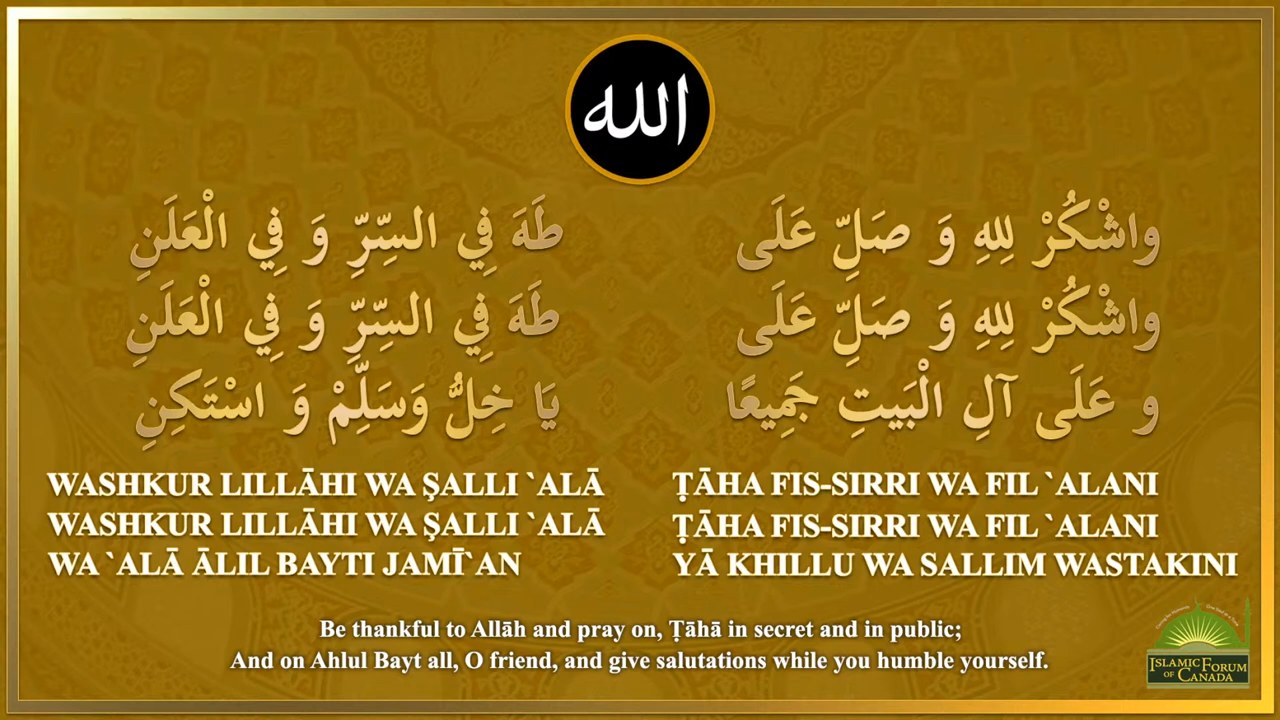 الله
واشْكُرْ لِلهِ وَ صَلِّ عَلَى طَهَ فِي السِّرِّ وَ فِي الْعَلَنِ
واشْكُرْ لِلهِ وَ صَلِّ عَلَى طَهَ فِي السِّرِّ وَ فِي الْعَلَنِ
و عَلَى آلِ الْبَيتِ جَمِيعًا يَا خِلُّ وَسَلِّمْ وَ اسْتَكِنِ
WASHKUR LILLĀHI WA ŞALLI `ALĀ ṬĀHA FIS-SIRRI WA FIL `ALANI
WASHKUR LILLĀHI WA ŞALLI `ALĀ ṬĀHA FIS-SIRRI WA FIL `ALANI
WA `ALĀ ĀLIL BAYTI JAMĪ`AN YĀ KHILLU WA SALLIM WASTAKINI
Be thankful to Allāh and pray on, Ṭāhā in secret and in public;
And on Ahlul Bayt all, O friend, and give salutations while you humble yourself.
ISLAMIC FORUM
OF CANADA